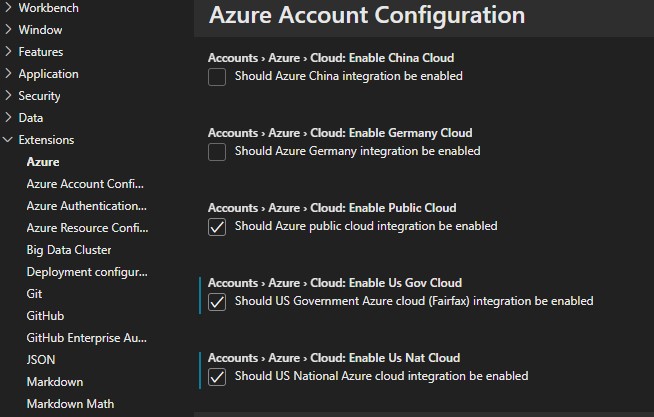 Workbench
Window
Features
Application
Security
Data
Extensions
Azure
Azure Account Confi...
Azure Authentication...
Azure Resource Confi...
Big Data Cluster
Deployment configur...
Git
GitHub
GitHub Enterprise Au...
JSON
Markdown
Markdown Math
Azure Account Configuration
Accounts › Azure › Cloud: Enable China Cloud
Should Azure China integration be enabled
Accounts › Azure › Cloud: Enable Germany Cloud
Should Azure Germany integration be enabled
Accounts › Azure › Cloud: Enable Public Cloud
Should Azure public cloud integration be enabled
Accounts › Azure › Cloud: Enable Us Gov Cloud
Should US Government Azure cloud (Fairfax) integration be enabled
Accounts › Azure › Cloud: Enable Us Nat Cloud
Should US National Azure cloud integration be enabled